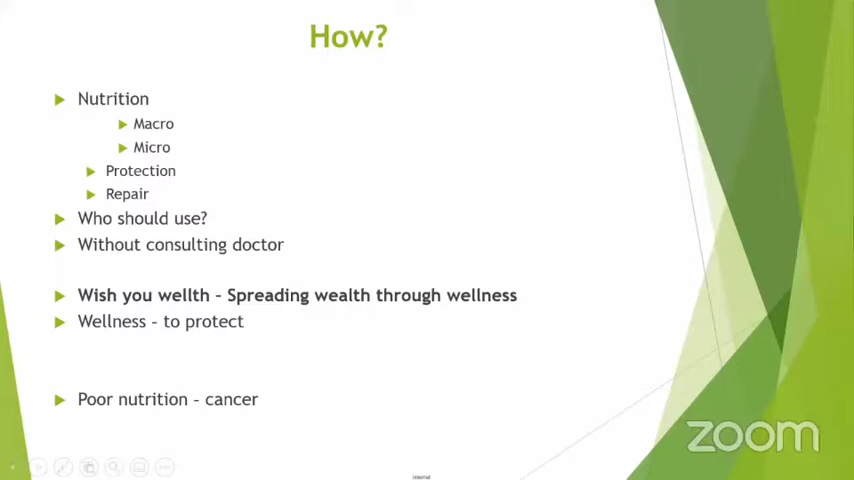 How?
Nutrition
Macro
Micro
Protection
Repair
Who should use?
Without consulting doctor
Wish you wellth – Spreading wealth through wellness
Wellness – to protect
Poor nutrition – cancer
zoom
Internal